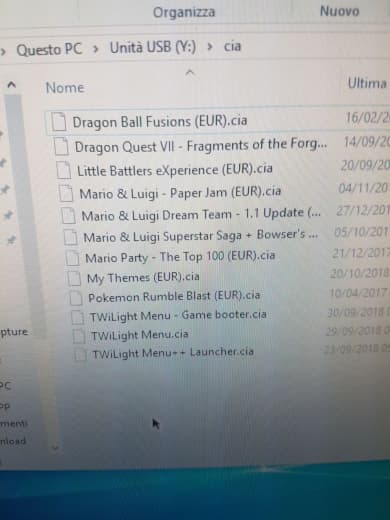 Organizza Nuovo
Questo PC > Unità USB (Y:) > cia
Nome Ultima
Dragon Ball Fusions (EUR).cia 16/02/2
Dragon Quest VII - Fragments of the Forg... 14/09/
Little Battlers eXperience (EUR).cia 20/09/
Mario & Luigi - Paper Jam (EUR).cia 04/11/20
Mario & Luigi Dream Team - 1.1 Update (... 27/12/201
Mario & Luigi Superstar Saga + Bowser's ... 05/10/201
Mario Party - The Top 100 (EUR).cia 21/12/2017
My Themes (EUR).cia 20/10/2018
Pokemon Rumble Blast (EUR).cia 10/04/2017
TWiLight Menu - Game booter.cia 30/09/2018
TWiLight Menu.cia 29/09/2018
TWiLight Menu++ Launcher.cia 23/09/2018
pture
PC
op
menti
nload